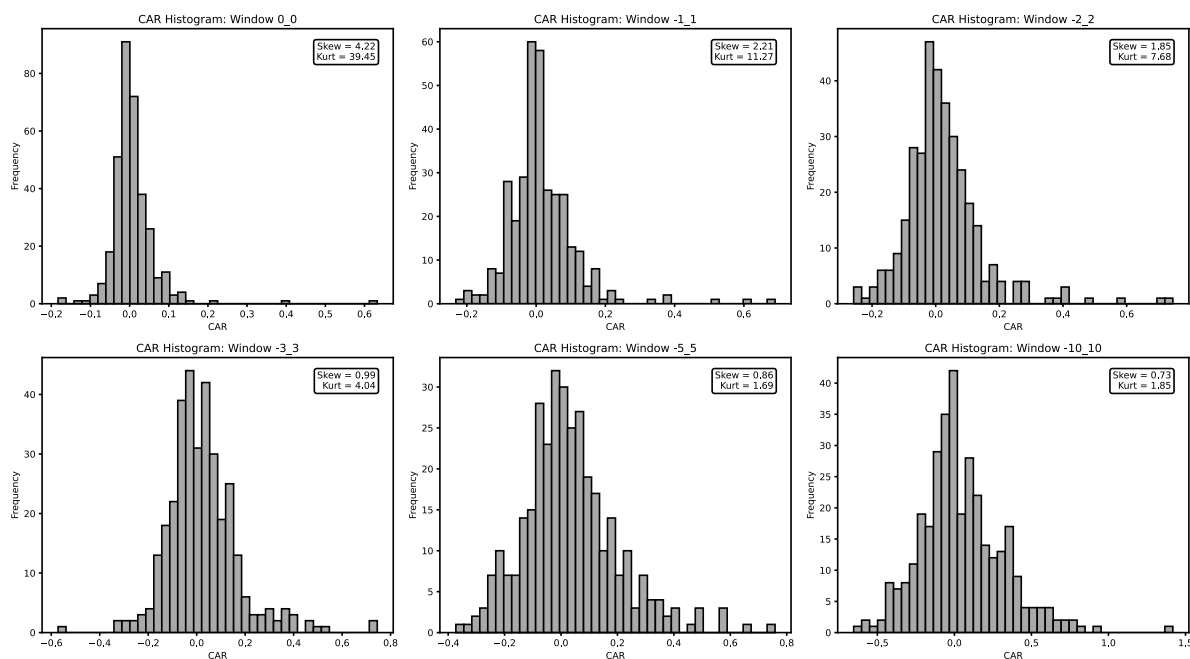 CAR Histogram: Window 0_0
Skew = 4.22
Kurt = 39.45
Frequency
80
60
40
20
0
−0.2 −0.1 0.0 0.1 0.2 0.3 0.4 0.5 0.6
CAR
CAR Histogram: Window -1_1
Skew = 2.21
Kurt = 11.27
Frequency
60
50
40
30
20
10
0
−0.2 0.0 0.2 0.4 0.6
CAR
CAR Histogram: Window -2_2
Skew = 1.85
Kurt = 7.68
Frequency
40
30
20
10
0
−0.2 0.0 0.2 0.4 0.6
CAR
CAR Histogram: Window -3_3
Skew = 0.99
Kurt = 4.04
Frequency
40
30
20
10
0
−0.6 −0.4 −0.2 0.0 0.2 0.4 0.6 0.8
CAR
CAR Histogram: Window -5_5
Skew = 0.86
Kurt = 1.69
Frequency
30
25
20
15
10
5
0
−0.4 −0.2 0.0 0.2 0.4 0.6 0.8
CAR
CAR Histogram: Window -10_10
Skew = 0.73
Kurt = 1.85
Frequency
40
35
30
25
20
15
10
5
0
−0.5 0.0 0.5 1.0 1.5
CAR